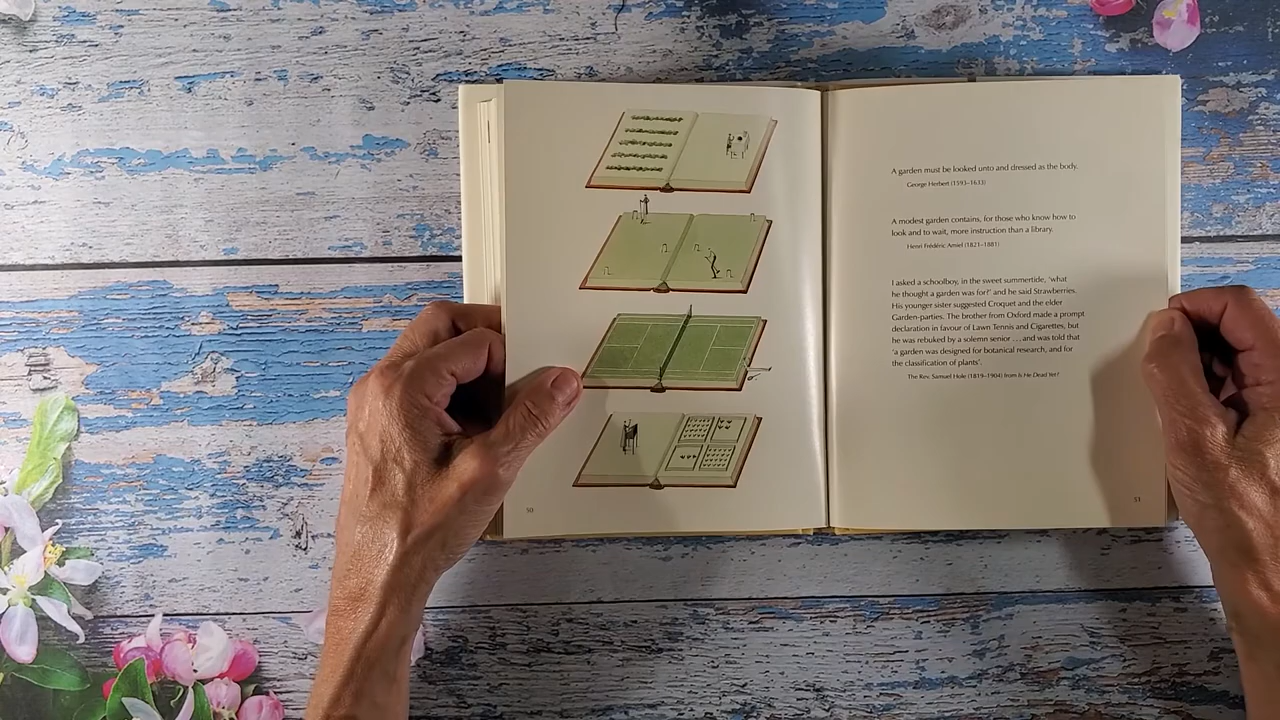 A garden must be looked unto and dressed as the body.
George Herbert (1593–1633)
A modest garden contains, for those who know how to
look and to wait, more instruction than a library.
Henri Frédéric Amiel (1821–1881)
I asked a schoolboy, in the sweet summertide, 'what
he thought a garden was for?' and he said Strawberries.
His younger sister suggested Croquet and the elder
Garden-parties. The brother from Oxford made a prompt
declaration in favour of Lawn Tennis and Cigarettes, but
he was rebuked by a solemn senior . . . and was told that
'a garden was designed for botanical research, and for
the classification of plants'.
The Rev. Samuel Hole (1819–1904) from Is He Dead Yet?
50
51